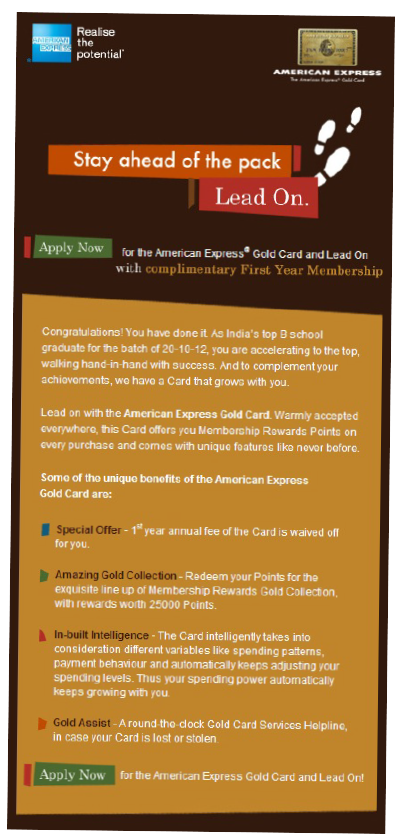 Realise
the
potential
AMERICAN EXPRESS
AMERICAN EXPRESS
The American Express® Gold Card
Stay ahead of the pack
Lead On.
Apply Now for the American Express® Gold Card and Lead On
with complimentary First Year Membership
Congratulations! You have done it. As India's top B school
graduate for the batch of 20-10-12, you are accelerating to the top,
walking hand-in-hand with success. And to complement your
achievements, we have a Card that grows with you.
Lead on with the American Express Gold Card. Warmly accepted
everywhere, this Card offers you Membership Rewards Points on
every purchase and comes with unique features like never before.
Some of the unique benefits of the American Express
Gold Card are:
Special Offer - 1st year annual fee of the Card is waived off
for you.
Amazing Gold Collection - Redeem your Points for the
exquisite line up of Membership Rewards Gold Collection,
with rewards worth 25000 Points.
In-built Intelligence - The Card intelligently takes into
consideration different variables like spending patterns,
payment behaviour and automatically keeps adjusting your
spending levels. Thus your spending power automatically
keeps growing with you.
Gold Assist - A round-the-clock Gold Card Services Helpline,
in case your Card is lost or stolen.
Apply Now for the American Express Gold Card and Lead On!